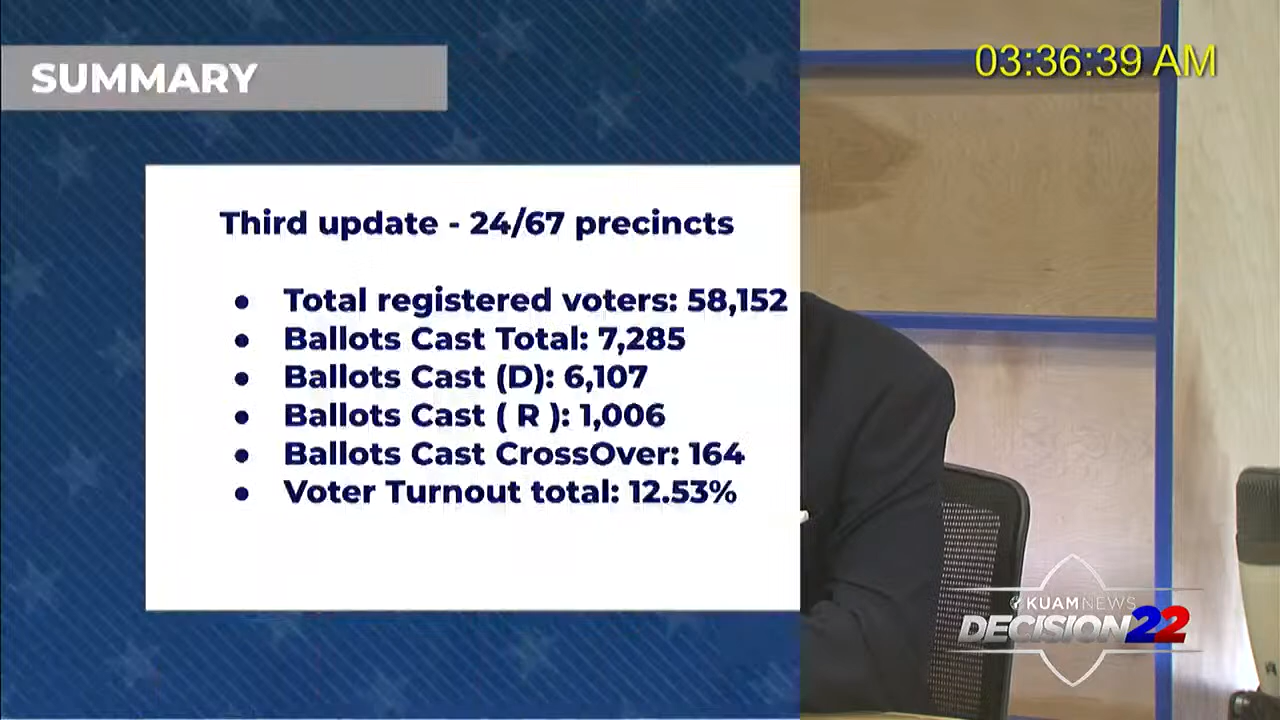 SUMMARY
03:36:39 AM
Third update - 24/67 precincts
● Total registered voters: 58,152
● Ballots Cast Total: 7,285
● Ballots Cast (D): 6,107
● Ballots Cast ( R ): 1,006
● Ballots Cast CrossOver: 164
● Voter Turnout total: 12.53%
KUAM NEWS
DECISION22